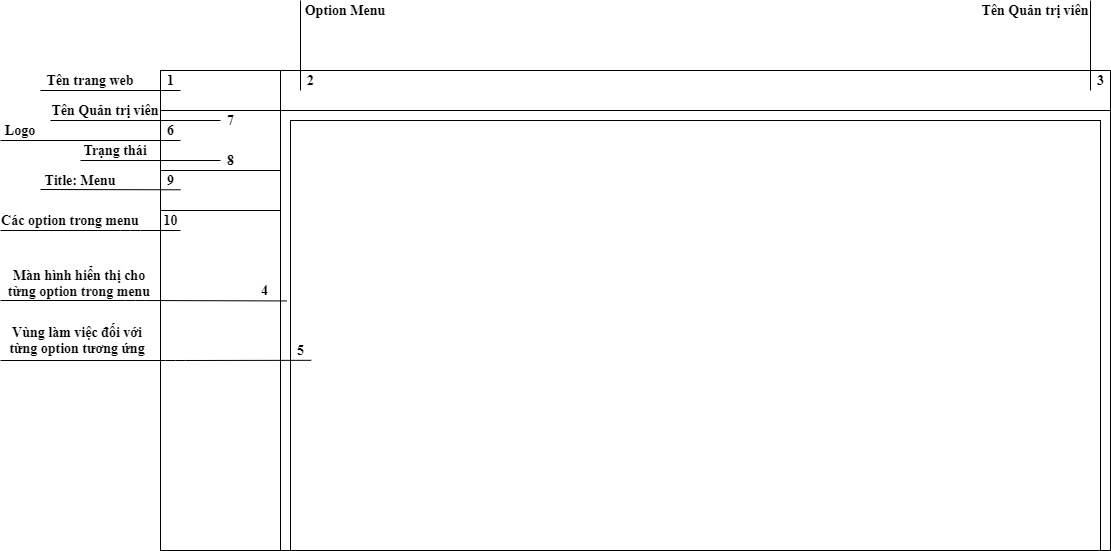 Option Menu
Tên Quản trị viên
Tên trang web
1
2
3
Tên Quản trị viên
7
Logo
6
Trạng thái
8
Title: Menu
9
Các option trong menu
10
Màn hình hiển thị cho
từng option trong menu
4
Vùng làm việc đối với
từng option tương ứng
5